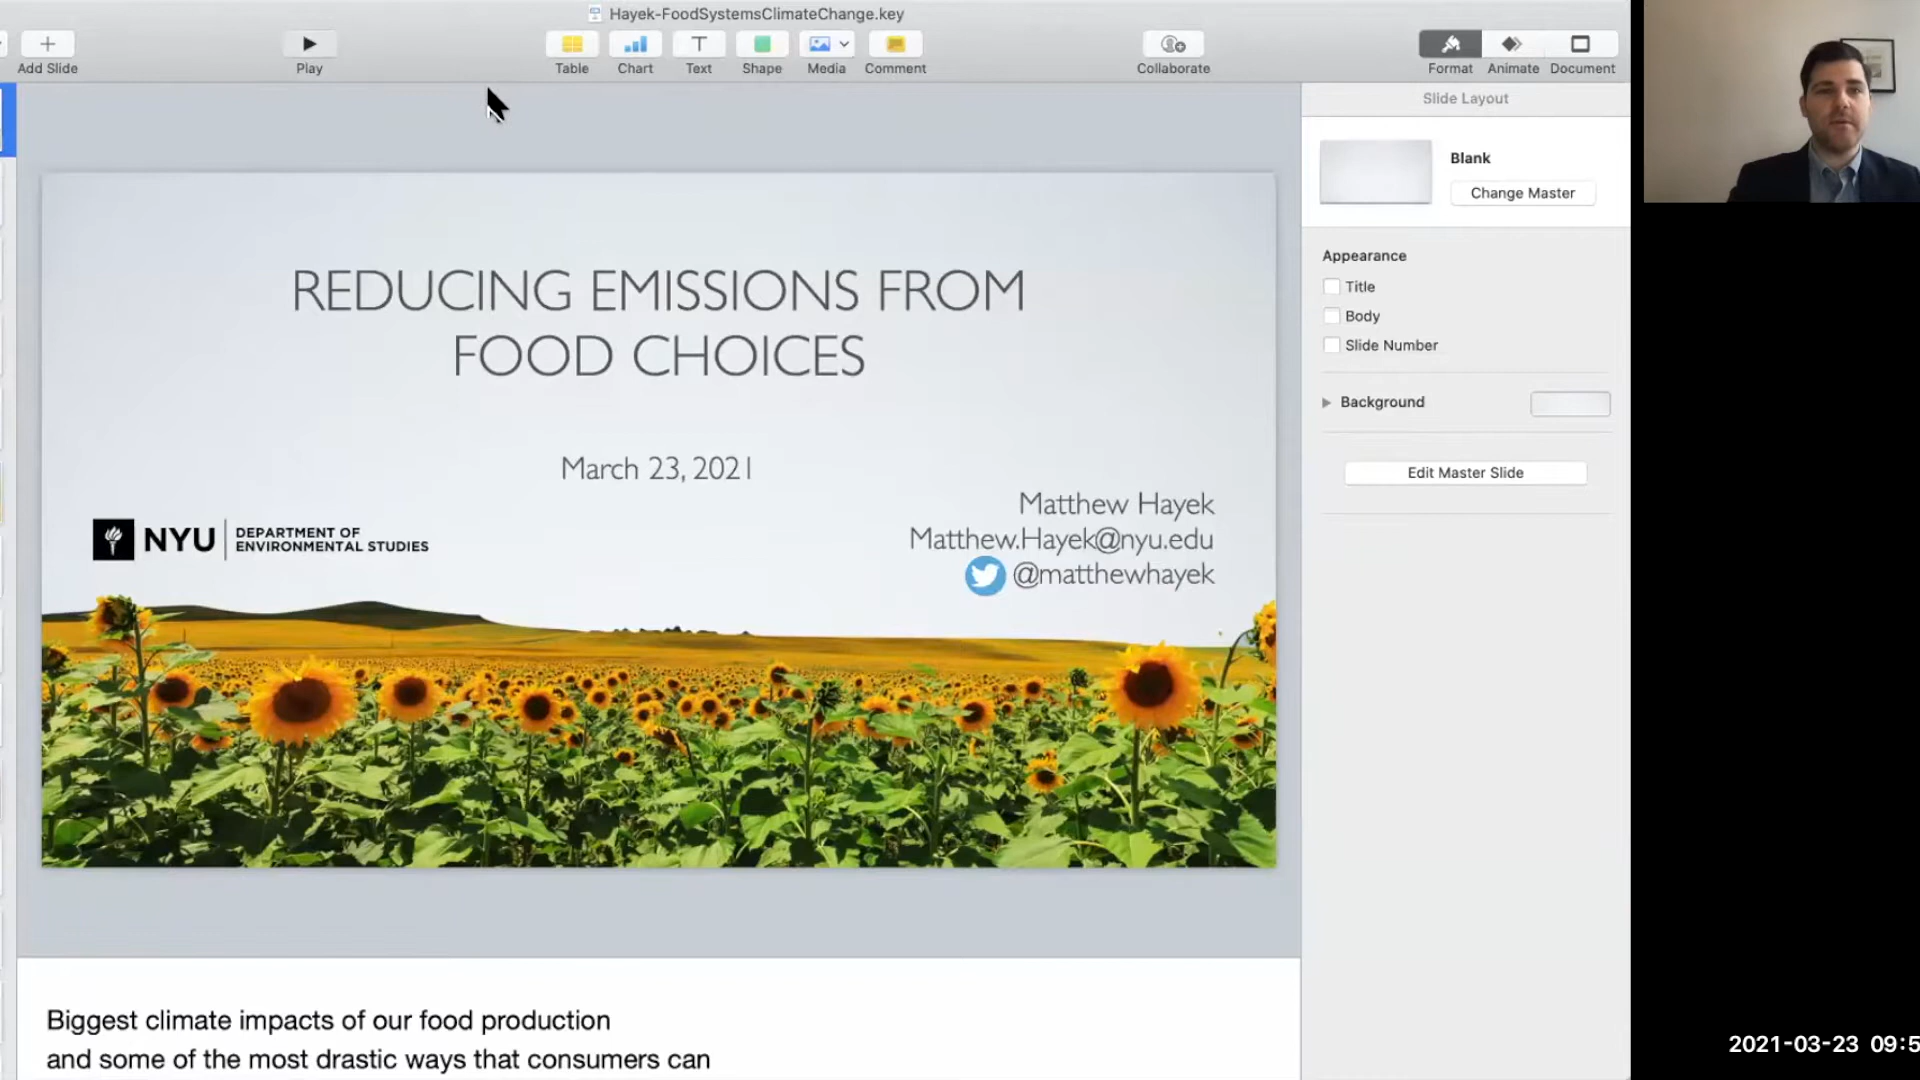 Hayek-FoodSystemsClimateChange.key
Add Slide
Play
Table
Chart
Text
Shape
Media
Comment
Collaborate
Format
Animate
Document
Slide Layout
Blank
Change Master
Appearance
Title
Body
Slide Number
Background
Edit Master Slide
REDUCING EMISSIONS FROM
FOOD CHOICES
March 23, 2021
Matthew Hayek
Matthew.Hayek@nyu.edu
@matthewhayek
NYU
DEPARTMENT OF
ENVIRONMENTAL STUDIES
Biggest climate impacts of our food production
and some of the most drastic ways that consumers can
2021-03-23 09:5